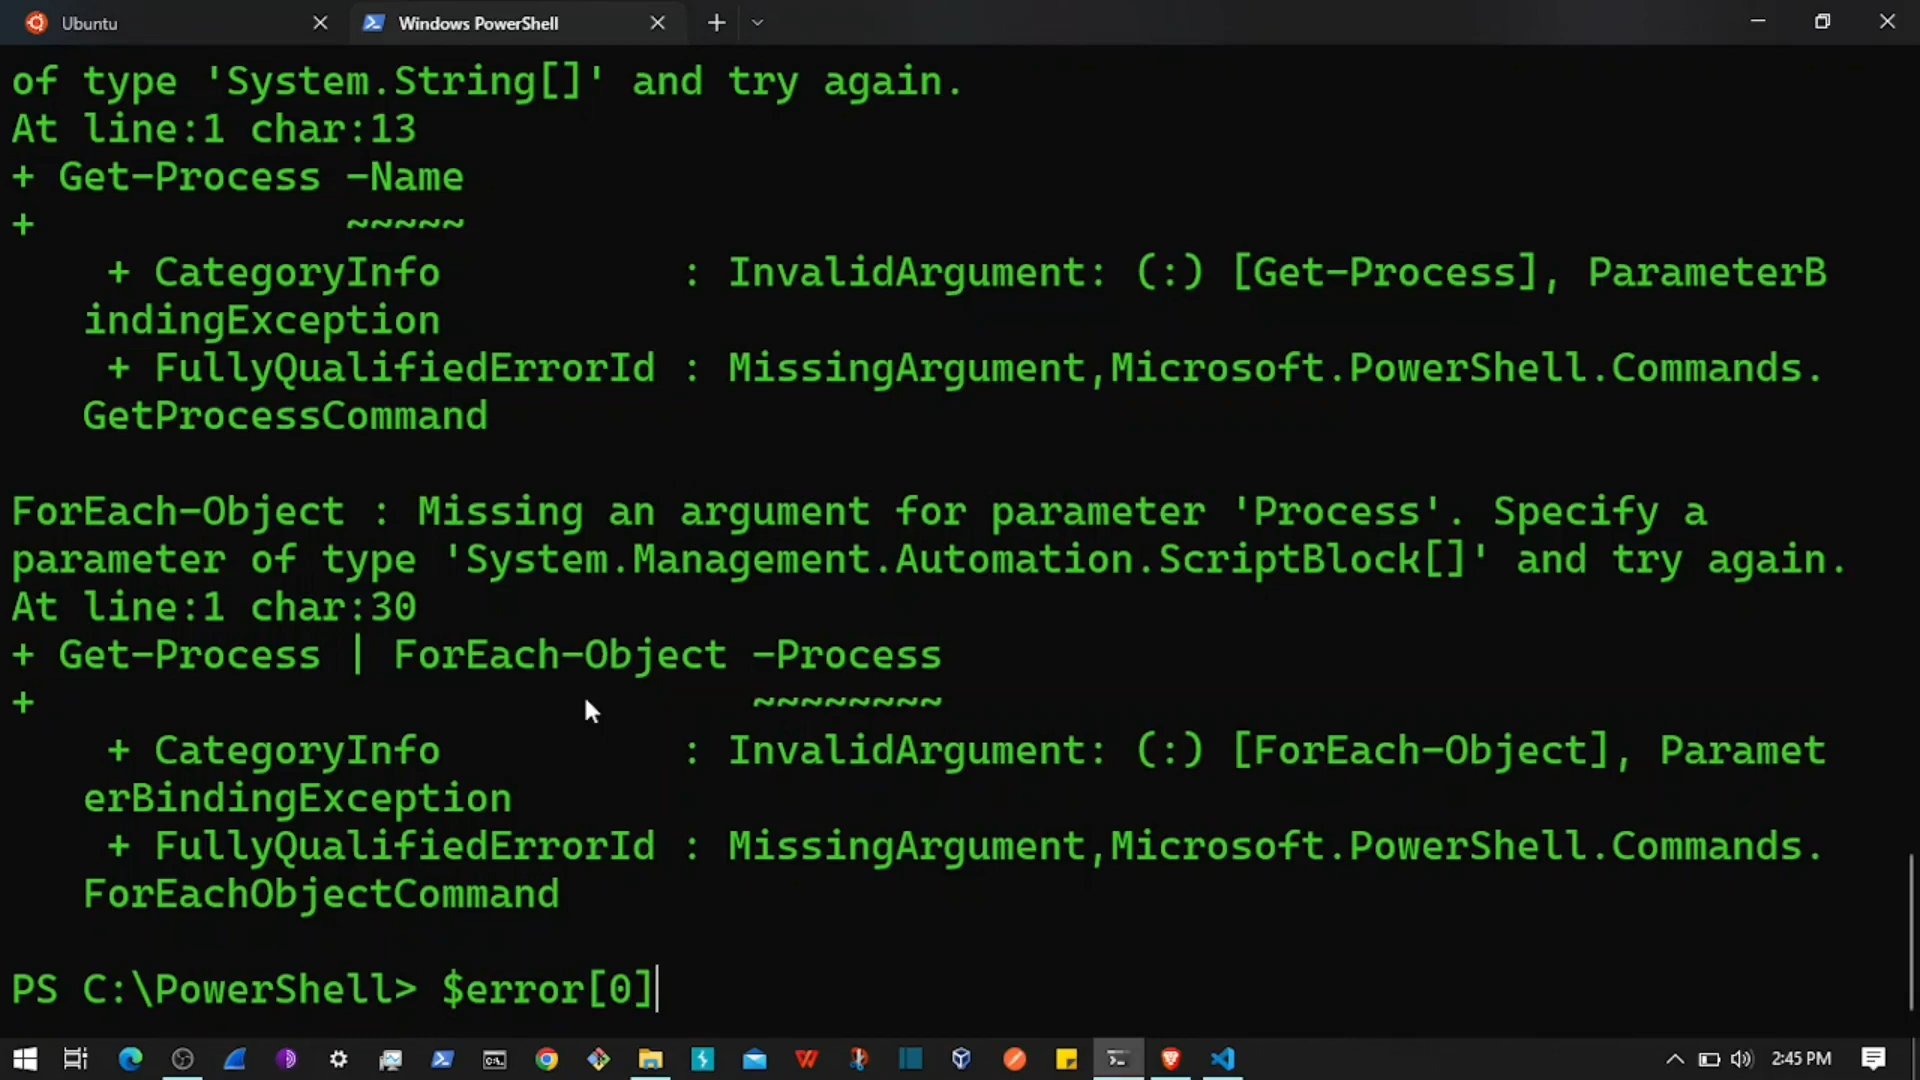 Ubuntu
Windows PowerShell
of type 'System.String[]' and try again.
At line:1 char:13
+ Get-Process -Name
+             ~~~~~
    + CategoryInfo          : InvalidArgument: (:) [Get-Process], ParameterB
   indingException
    + FullyQualifiedErrorId : MissingArgument,Microsoft.PowerShell.Commands.
   GetProcessCommand
ForEach-Object : Missing an argument for parameter 'Process'. Specify a
parameter of type 'System.Management.Automation.ScriptBlock[]' and try again.
At line:1 char:30
+ Get-Process | ForEach-Object -Process
+                              ~~~~~~~~
    + CategoryInfo          : InvalidArgument: (:) [ForEach-Object], Paramet
   erBindingException
    + FullyQualifiedErrorId : MissingArgument,Microsoft.PowerShell.Commands.
   ForEachObjectCommand
PS C:\PowerShell> $error[0]
2:45 PM